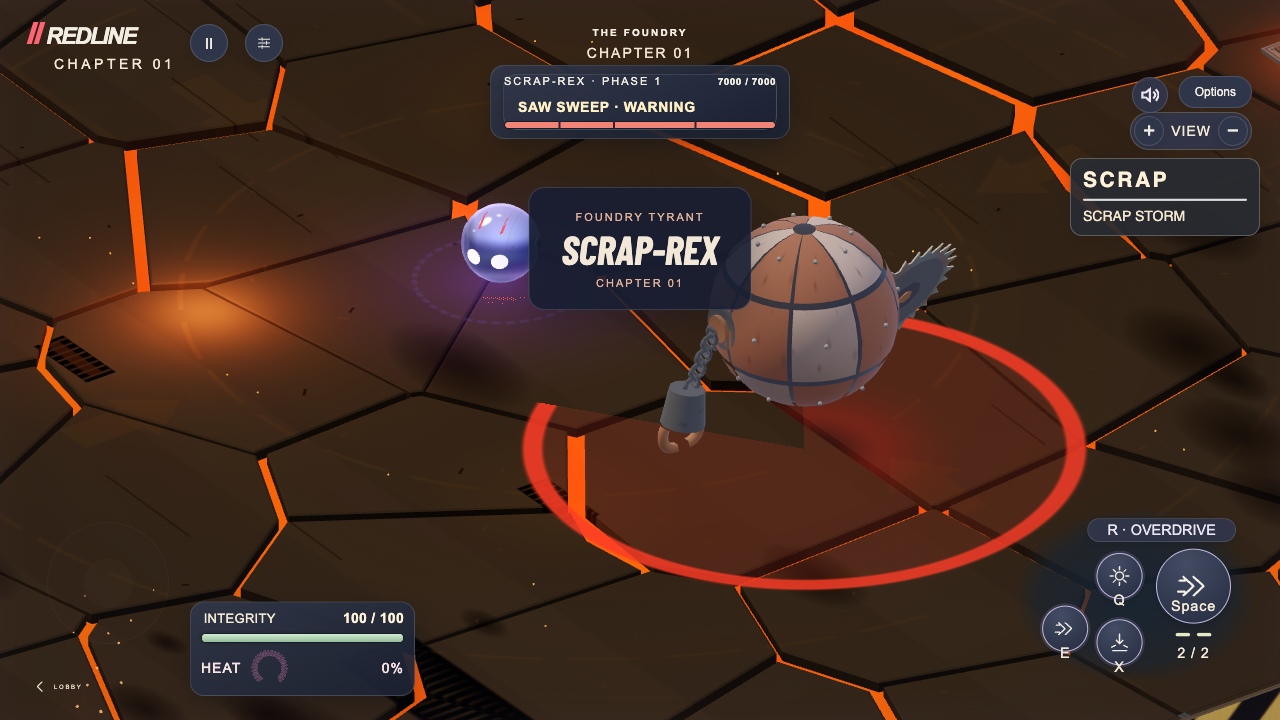 REDLINE
CHAPTER 01
THE FOUNDRY
CHAPTER 01
SCRAP-REX · PHASE 1
7000 / 7000
SAW SWEEP · WARNING
Options
+ VIEW −
SCRAP
SCRAP STORM
FOUNDRY TYRANT
SCRAP-REX
CHAPTER 01
R · OVERDRIVE
Q
Space
E
X
2 / 2
INTEGRITY
100 / 100
HEAT
0%
LOBBY